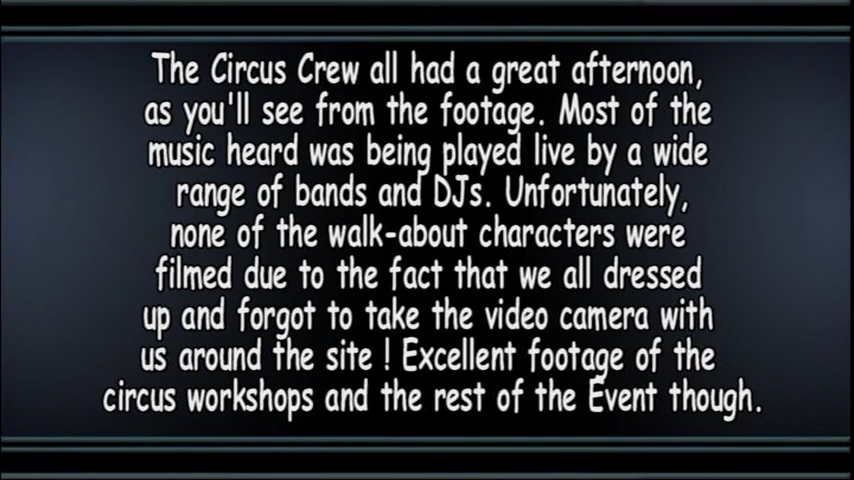 The Circus Crew all had a great afternoon,
as you'll see from the footage. Most of the
music heard was being played live by a wide
range of bands and DJs. Unfortunately,
none of the walk-about characters were
filmed due to the fact that we all dressed
up and forgot to take the video camera with
us around the site ! Excellent footage of the
circus workshops and the rest of the Event though.